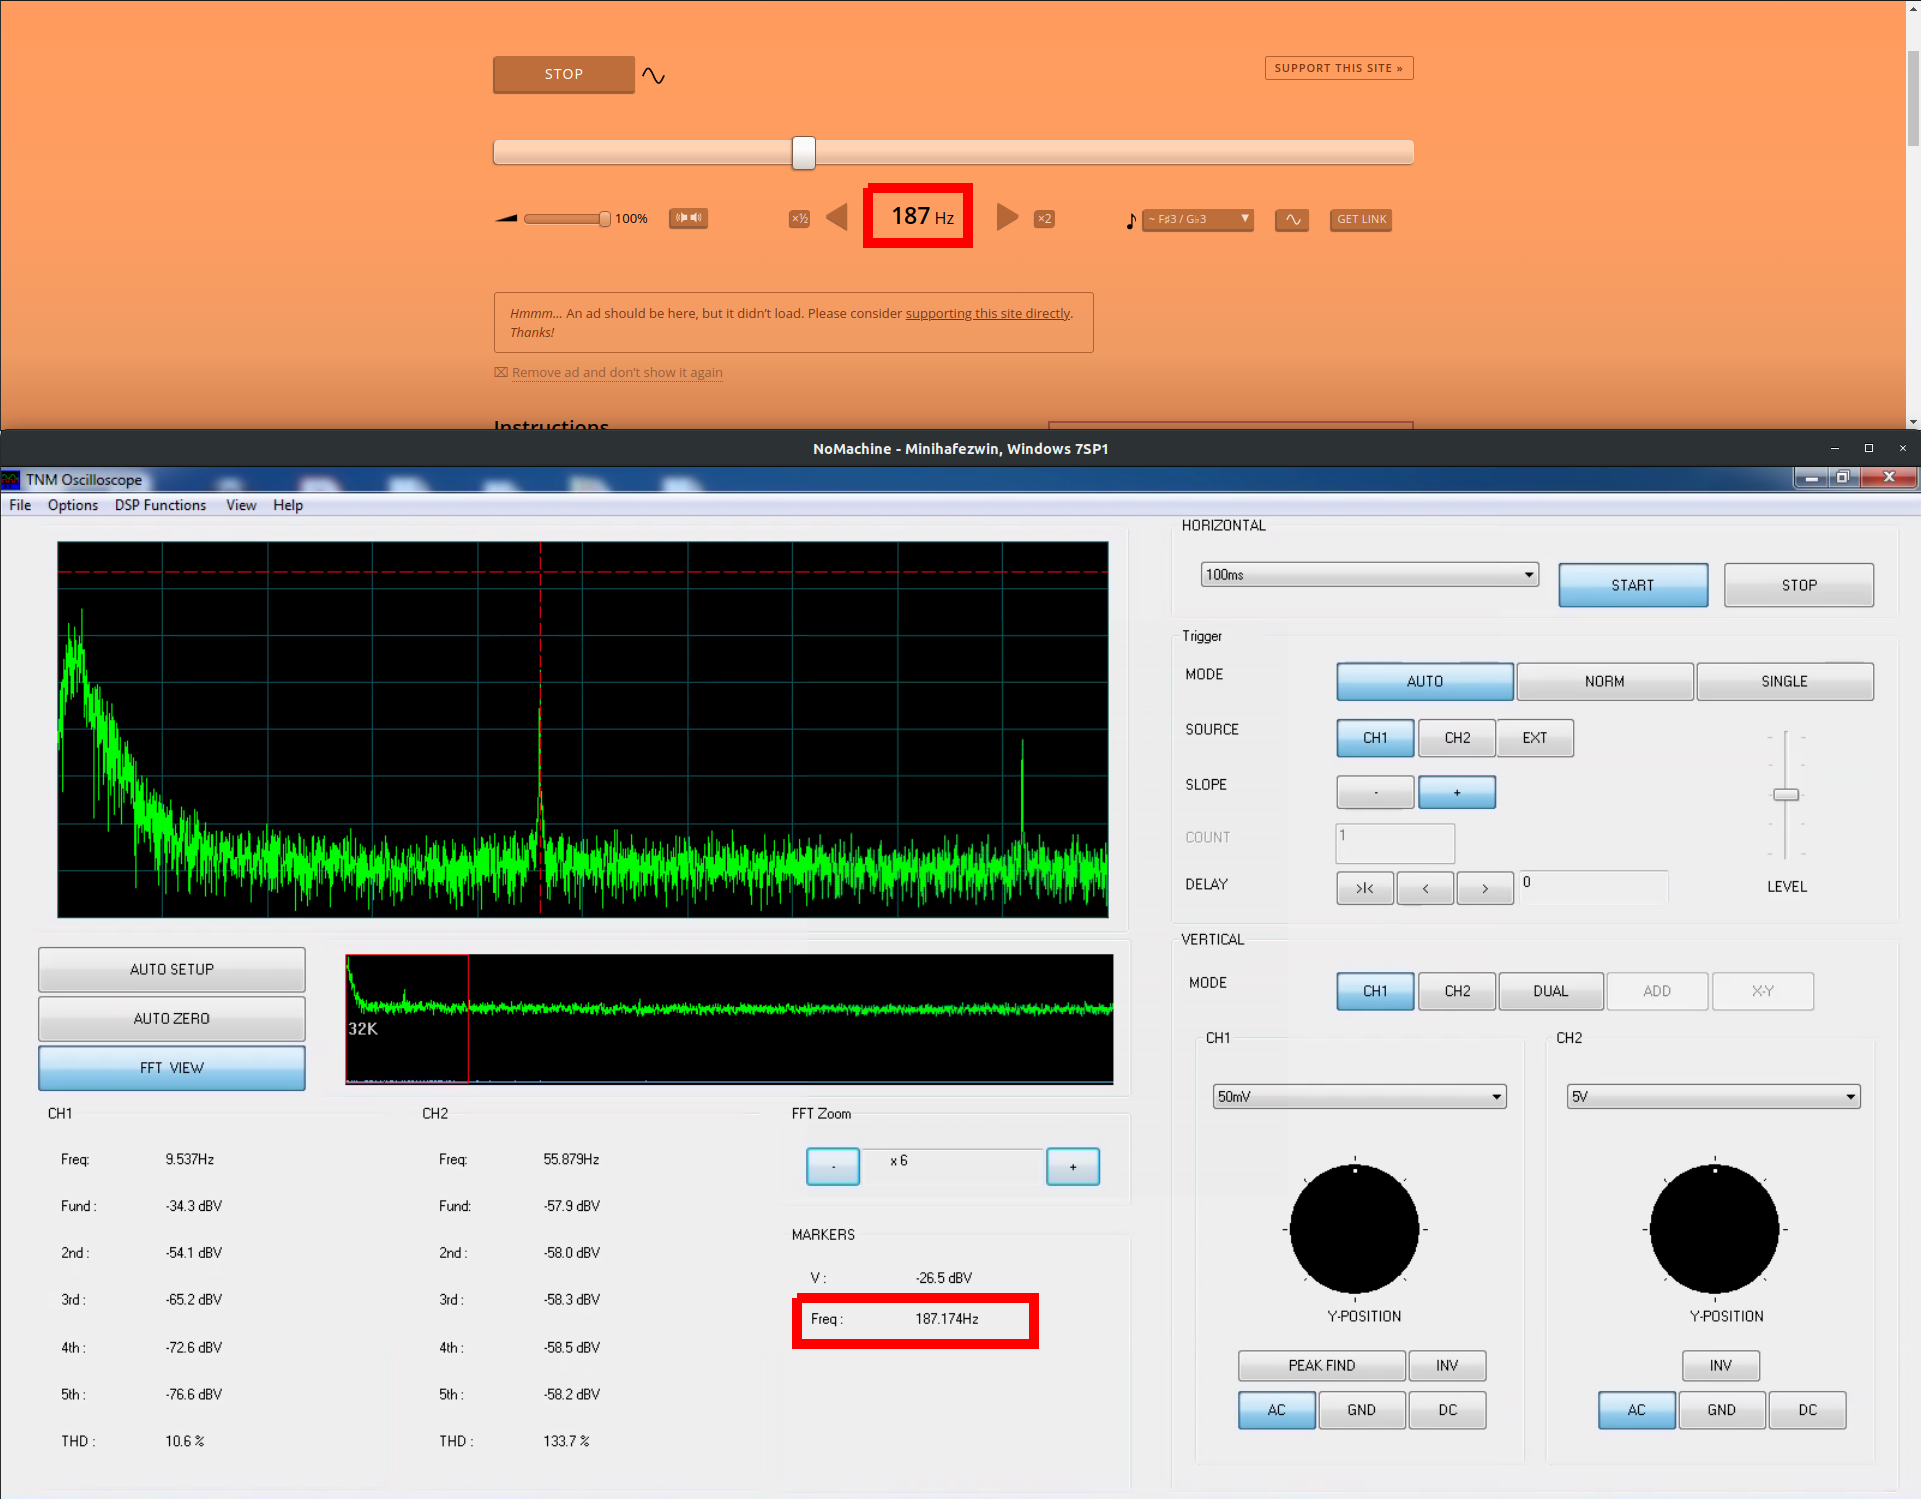 STOP
SUPPORT THIS SITE »
100%
×½
187 Hz
×2
~ F♯3 / G♭3
GET LINK
Hmmm... An ad should be here, but it didn't load. Please consider supporting this site directly.
Thanks!
Remove ad and don't show it again
Instructions
NoMachine - Minihafezwin, Windows 7SP1
TNM Oscilloscope
File Options DSP Functions View Help
HORIZONTAL
100ms
START
STOP
Trigger
MODE
AUTO
NORM
SINGLE
SOURCE
CH1
CH2
EXT
SLOPE
-
+
COUNT
1
DELAY
>|<
<
>
0
LEVEL
AUTO SETUP
AUTO ZERO
FFT VIEW
32K
VERTICAL
MODE
CH1
CH2
DUAL
ADD
X-Y
CH1
Freq: 9.537Hz
Fund : -34.3 dBV
2nd : -54.1 dBV
3rd : -65.2 dBV
4th : -72.6 dBV
5th : -76.6 dBV
THD : 10.6 %
CH2
Freq: 55.879Hz
Fund: -57.9 dBV
2nd : -58.0 dBV
3rd : -58.3 dBV
4th : -58.5 dBV
5th : -58.2 dBV
THD : 133.7 %
FFT Zoom
-
x 6
+
MARKERS
V : -26.5 dBV
Freq : 187.174Hz
CH1
50mV
Y-POSITION
PEAK FIND
INV
AC
GND
DC
CH2
5V
Y-POSITION
INV
AC
GND
DC